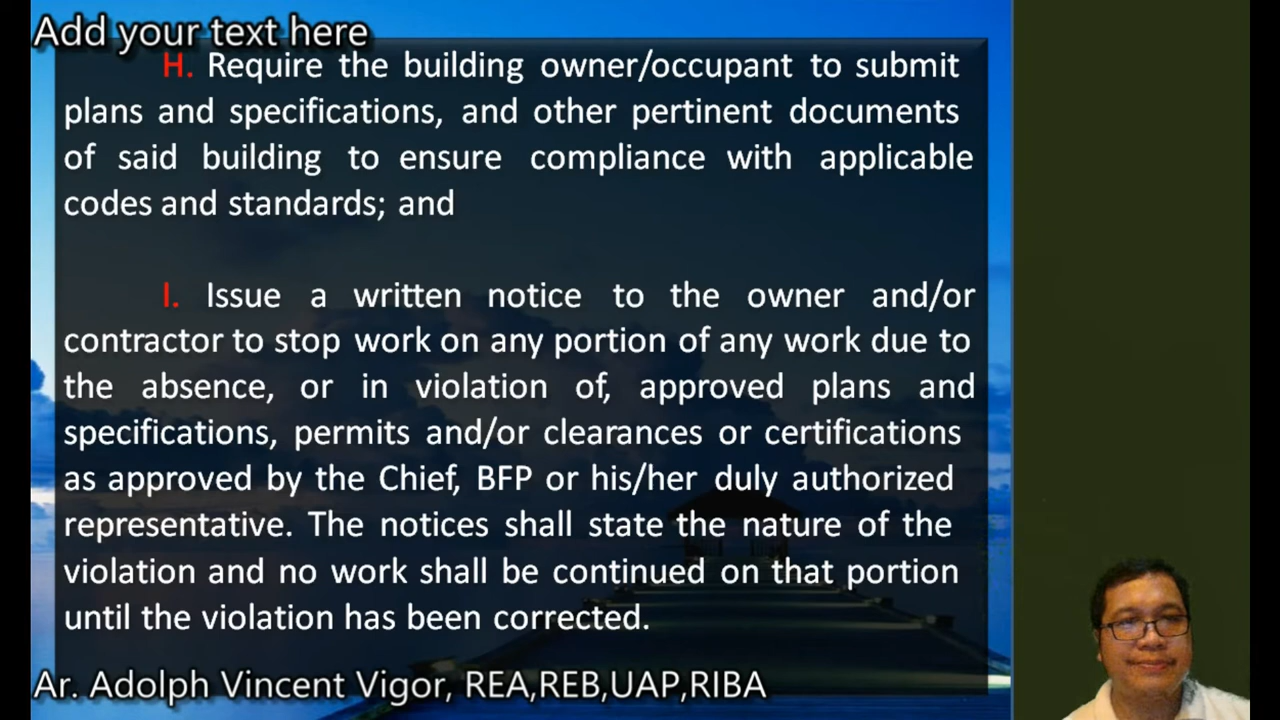 Add your text here
H. Require the building owner/occupant to submit
plans and specifications, and other pertinent documents
of said building to ensure compliance with applicable
codes and standards; and
I. Issue a written notice to the owner and/or
contractor to stop work on any portion of any work due to
the absence, or in violation of, approved plans and
specifications, permits and/or clearances or certifications
as approved by the Chief, BFP or his/her duly authorized
representative. The notices shall state the nature of the
violation and no work shall be continued on that portion
until the violation has been corrected.
Ar. Adolph Vincent Vigor, REA,REB,UAP,RIBA